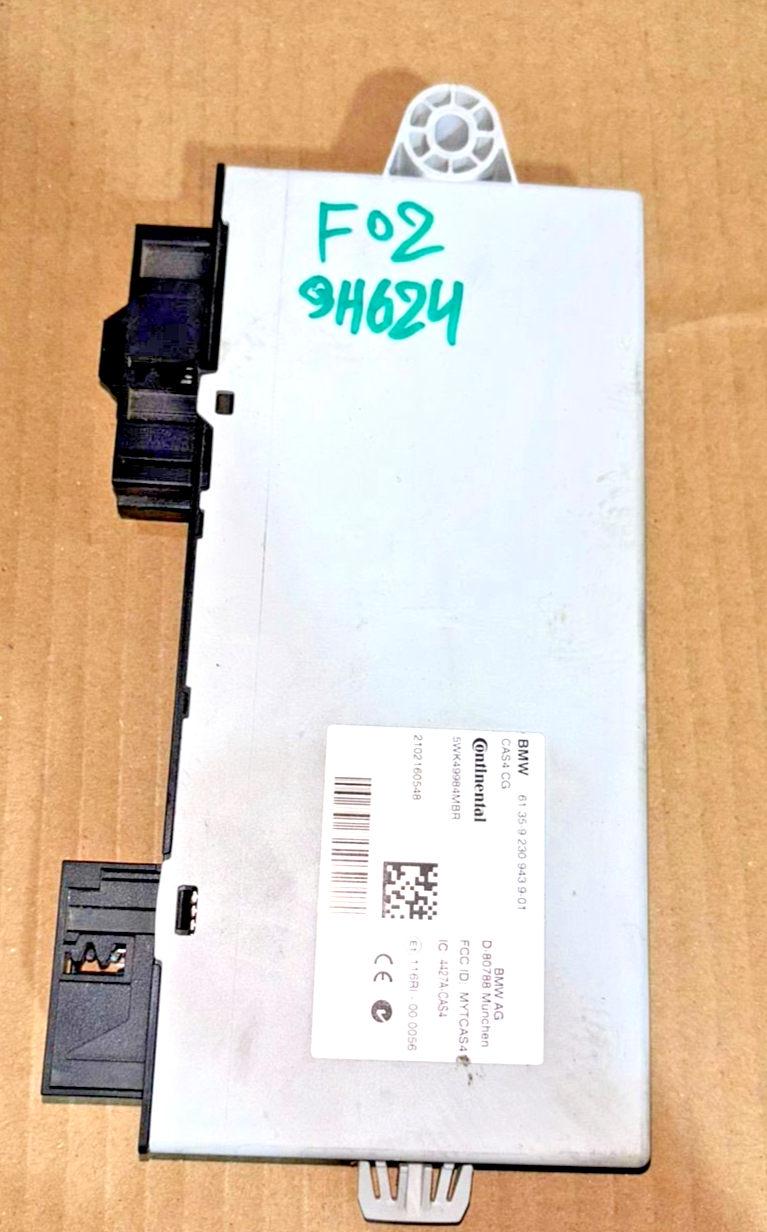 F02
9H624
BMW 61 35 9 230 943 9-01
CAS4 CG
Continental
5WK49984MBR
2102160548
BMW AG
D-80788 München
FCC ID: MYTCAS4
IC 4427A-CAS4
E1 116RI - 00 0056
CE